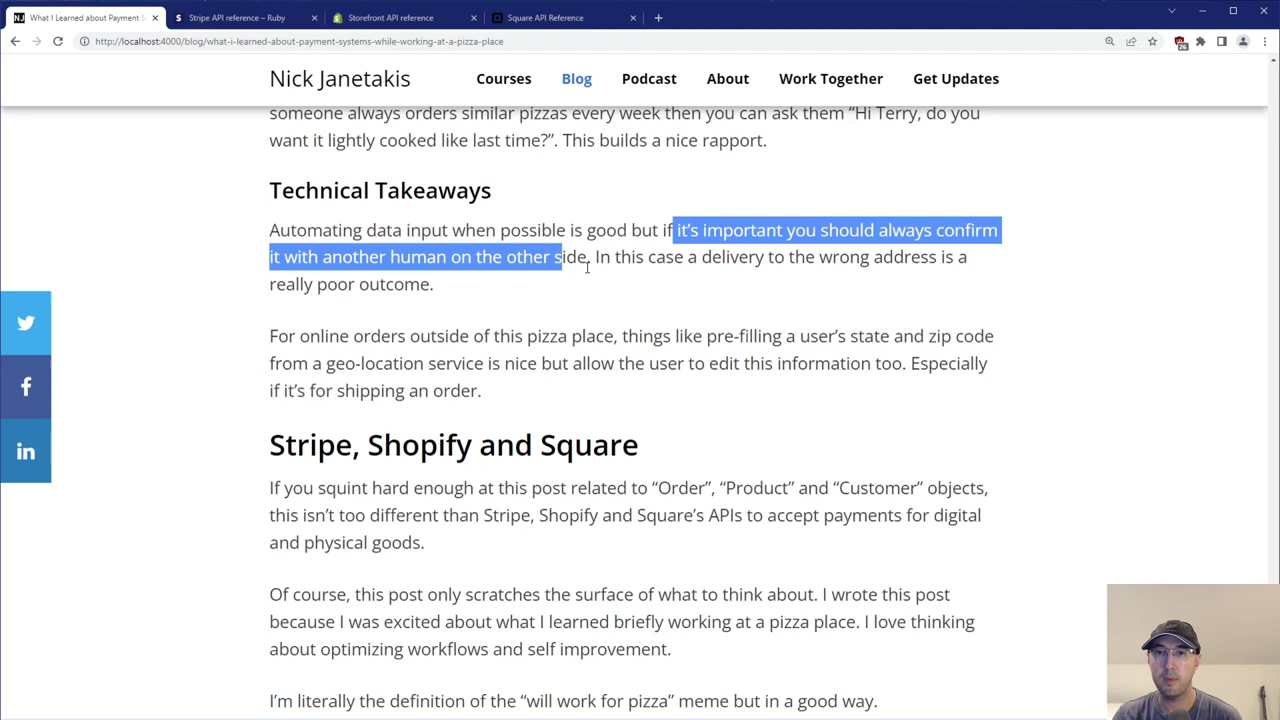 What I Learned about Payment S
Stripe API reference – Ruby
Storefront API reference
Square API Reference
http://localhost:4000/blog/what-i-learned-about-payment-systems-while-working-at-a-pizza-place
26
Nick Janetakis
Courses
Blog
Podcast
About
Work Together
Get Updates
someone always orders similar pizzas every week then you can ask them “Hi Terry, do you
want it lightly cooked like last time?”. This builds a nice rapport.
Technical Takeaways
Automating data input when possible is good but if it’s important you should always confirm
it with another human on the other side. In this case a delivery to the wrong address is a
really poor outcome.
For online orders outside of this pizza place, things like pre-filling a user’s state and zip code
from a geo-location service is nice but allow the user to edit this information too. Especially
if it’s for shipping an order.
Stripe, Shopify and Square
If you squint hard enough at this post related to “Order”, “Product” and “Customer” objects,
this isn’t too different than Stripe, Shopify and Square’s APIs to accept payments for digital
and physical goods.
Of course, this post only scratches the surface of what to think about. I wrote this post
because I was excited about what I learned briefly working at a pizza place. I love thinking
about optimizing workflows and self improvement.
I’m literally the definition of the “will work for pizza” meme but in a good way.